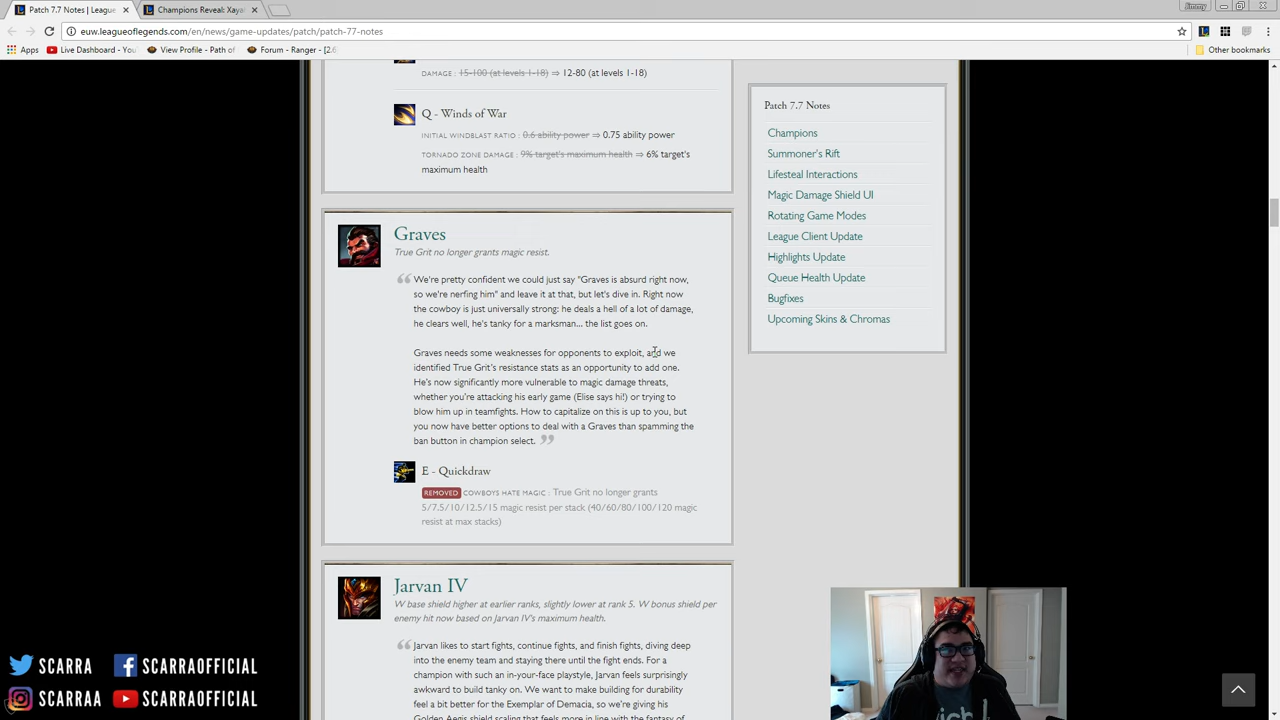 Patch 7.7 Notes | League
Champions Reveal: Xaya
Jimmy
euw.leagueoflegends.com/en/news/game-updates/patch/patch-77-notes
Apps
Live Dashboard - You
View Profile - Path of
Forum - Ranger - [2.6
Other bookmarks
DAMAGE : 15-100 (at levels 1-18) ⇒ 12-80 (at levels 1-18)
Q - Winds of War
INITIAL WINDBLAST RATIO : 0.6 ability power ⇒ 0.75 ability power
TORNADO ZONE DAMAGE : 9% target's maximum health ⇒ 6% target's
maximum health
Graves
True Grit no longer grants magic resist.
We're pretty confident we could just say "Graves is absurd right now,
so we're nerfing him" and leave it at that, but let's dive in. Right now
the cowboy is just universally strong: he deals a hell of a lot of damage,
he clears well, he's tanky for a marksman... the list goes on.
Graves needs some weaknesses for opponents to exploit, and we
identified True Grit's resistance stats as an opportunity to add one.
He's now significantly more vulnerable to magic damage threats,
whether you're attacking his early game (Elise says hi!) or trying to
blow him up in teamfights. How to capitalize on this is up to you, but
you now have better options to deal with a Graves than spamming the
ban button in champion select.
E - Quickdraw
REMOVED COWBOYS HATE MAGIC : True Grit no longer grants
5/7.5/10/12.5/15 magic resist per stack (40/60/80/100/120 magic
resist at max stacks)
Jarvan IV
W base shield higher at earlier ranks, slightly lower at rank 5. W bonus shield per
enemy hit now based on Jarvan IV's maximum health.
Jarvan likes to start fights, continue fights, and finish fights, diving deep
into the enemy team and staying there until the fight ends. For a
champion with such an in-your-face playstyle, Jarvan feels surprisingly
awkward to build tanky on. We want to make building for durability
feel a bit better for the Exemplar of Demacia, so we're giving his
Golden Aegis shield scaling that feels more in line with the fantasy of
Patch 7.7 Notes
Champions
Summoner's Rift
Lifesteal Interactions
Magic Damage Shield UI
Rotating Game Modes
League Client Update
Highlights Update
Queue Health Update
Bugfixes
Upcoming Skins & Chromas
SCARRA
SCARRAOFFICIAL
SCARRAA
SCARRAOFFICIAL